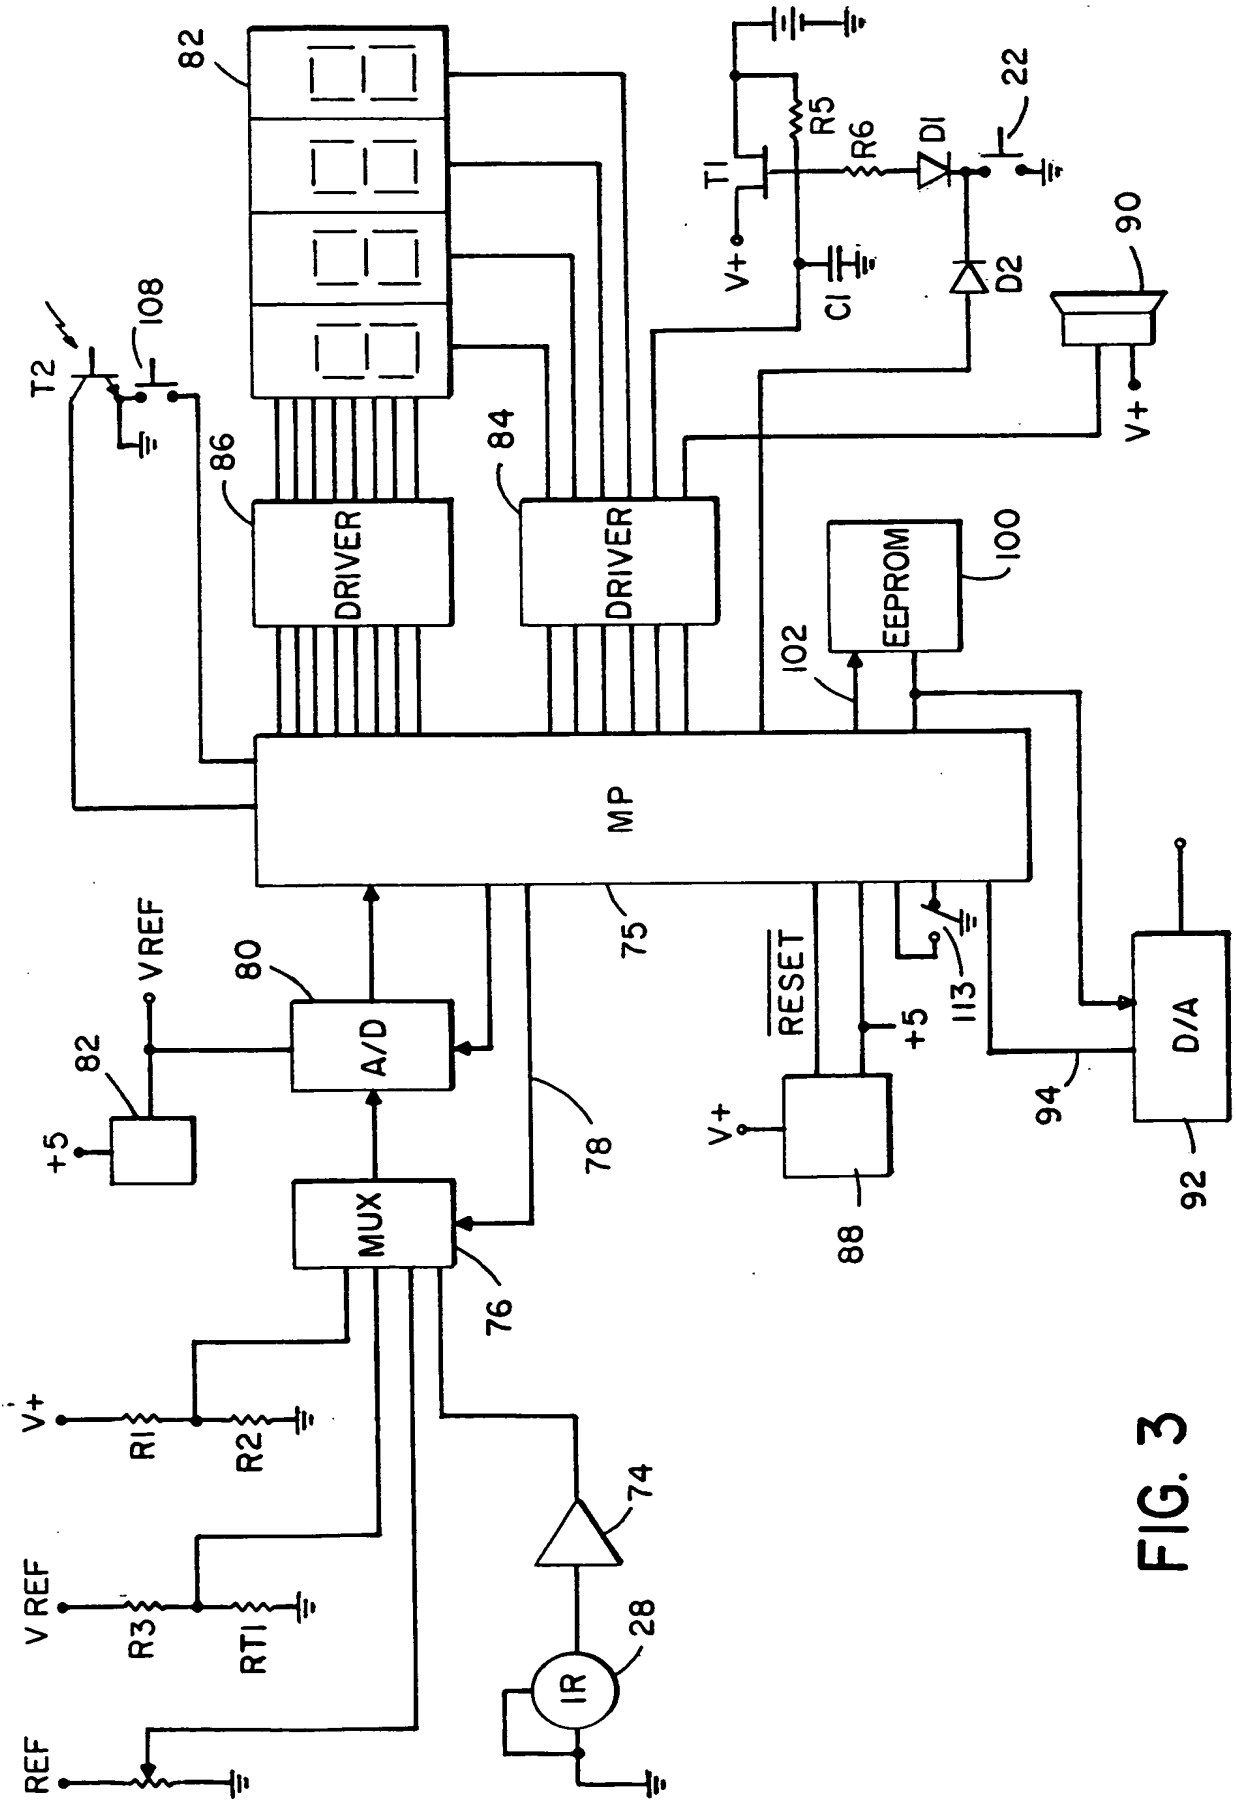 REF
V REF
V+
R3
RT1
R1
R2
IR
28
74
MUX
76
78
+5
82
V REF
A/D
80
MP
75
T2
108
DRIVER
86
82
DRIVER
84
V+
T1
R5
R6
D1
22
C1
D2
90
V+
EEPROM
100
102
RESET
V+
88
+5
113
94
D/A
92
FIG. 3